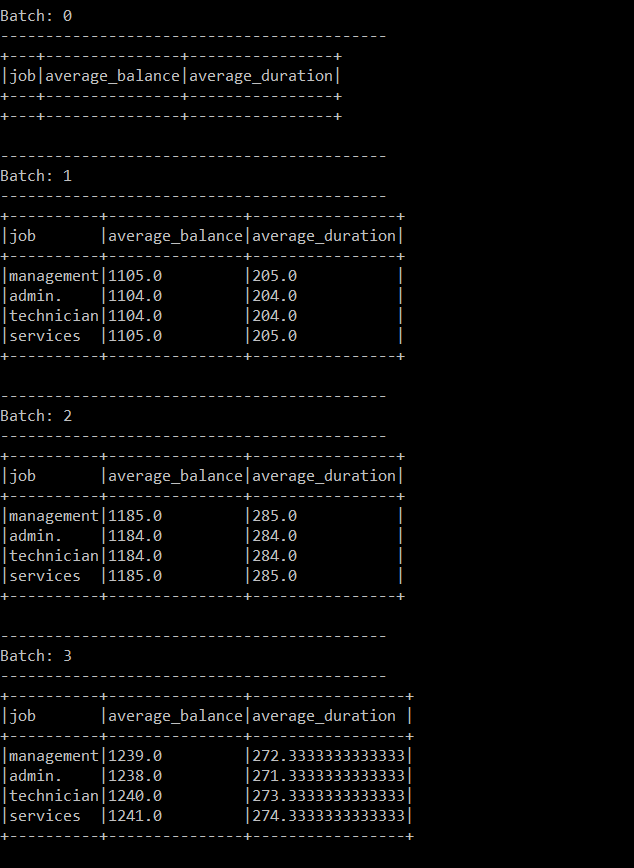 Batch: 0
-------------------------------------------
+---+---------------+----------------+
|job|average_balance|average_duration|
+---+---------------+----------------+
+---+---------------+----------------+
-------------------------------------------
Batch: 1
-------------------------------------------
+----------+---------------+----------------+
|job       |average_balance|average_duration|
+----------+---------------+----------------+
|management|1105.0         |205.0           |
|admin.    |1104.0         |204.0           |
|technician|1104.0         |204.0           |
|services  |1105.0         |205.0           |
+----------+---------------+----------------+
-------------------------------------------
Batch: 2
-------------------------------------------
+----------+---------------+----------------+
|job       |average_balance|average_duration|
+----------+---------------+----------------+
|management|1185.0         |285.0           |
|admin.    |1184.0         |284.0           |
|technician|1184.0         |284.0           |
|services  |1185.0         |285.0           |
+----------+---------------+----------------+
-------------------------------------------
Batch: 3
-------------------------------------------
+----------+---------------+-----------------+
|job       |average_balance|average_duration |
+----------+---------------+-----------------+
|management|1239.0         |272.3333333333333|
|admin.    |1238.0         |271.3333333333333|
|technician|1240.0         |273.3333333333333|
|services  |1241.0         |274.3333333333333|
+----------+---------------+-----------------+